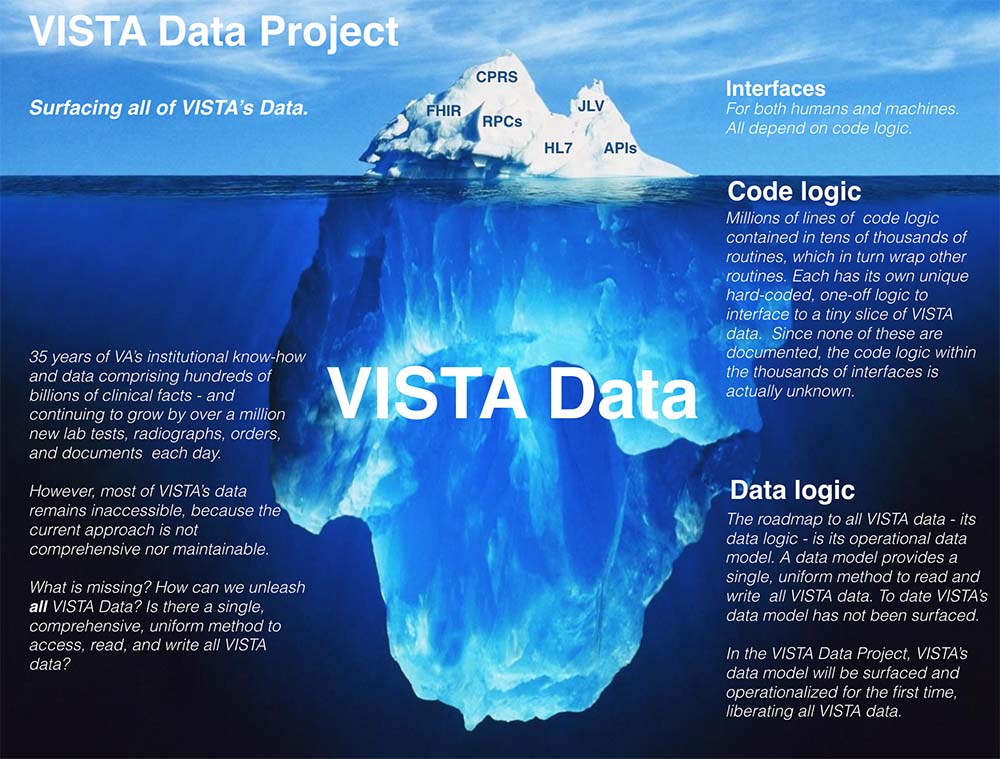 VISTA Data Project
Surfacing all of VISTA's Data.
CPRS
FHIR
RPCs
JLV
HL7
APIs
Interfaces
For both humans and machines.
All depend on code logic.
Code logic
Millions of lines of code logic
contained in tens of thousands of
routines, which in turn wrap other
routines. Each has its own unique
hard-coded, one-off logic to
interface to a tiny slice of VISTA
data. Since none of these are
documented, the code logic within
the thousands of interfaces is
actually unknown.
35 years of VA's institutional know-how
and data comprising hundreds of
billions of clinical facts - and
continuing to grow by over a million
new lab tests, radiographs, orders,
and documents each day.
However, most of VISTA's data
remains inaccessible, because the
current approach is not
comprehensive nor maintainable.
What is missing? How can we unleash
all VISTA Data? Is there a single,
comprehensive, uniform method to
access, read, and write all VISTA
data?
VISTA Data
Data logic
The roadmap to all VISTA data - its
data logic - is its operational data
model. A data model provides a
single, uniform method to read and
write all VISTA data. To date VISTA's
data model has not been surfaced.
In the VISTA Data Project, VISTA's
data model will be surfaced and
operationalized for the first time,
liberating all VISTA data.